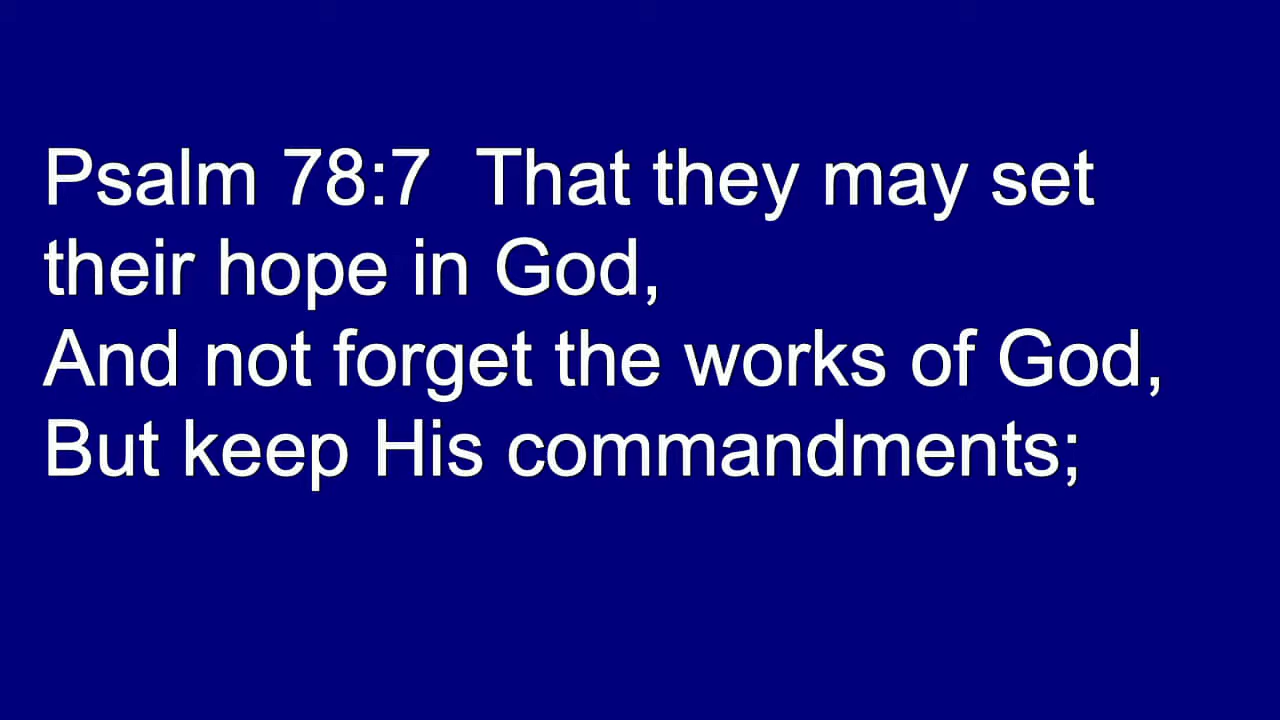 Psalm 78:7  That they may set
their hope in God,
And not forget the works of God,
But keep His commandments;